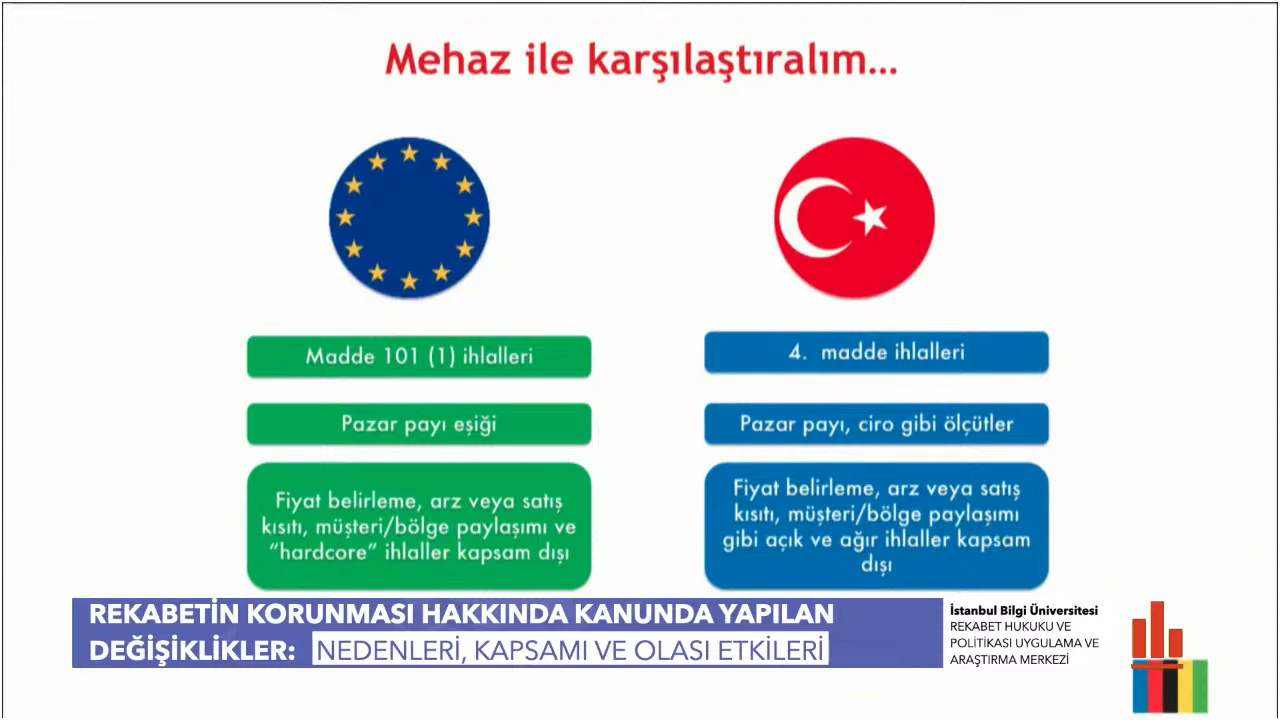 Mehaz ile karşılaştıralım...
Madde 101 (1) ihlalleri
Pazar payı eşiği
Fiyat belirleme, arz veya satış
kısıtı, müşteri/bölge paylaşımı ve
“hardcore” ihlaller kapsam dışı
4. madde ihlalleri
Pazar payı, ciro gibi ölçütler
Fiyat belirleme, arz veya satış
kısıtı, müşteri/bölge paylaşımı
gibi açık ve ağır ihlaller kapsam
dışı
REKABETİN KORUNMASI HAKKINDA KANUNDA YAPILAN
DEĞİŞİKLİKLER: NEDENLERİ, KAPSAMI VE OLASI ETKİLERİ
İstanbul Bilgi Üniversitesi
REKABET HUKUKU VE
POLİTİKASI UYGULAMA VE
ARAŞTIRMA MERKEZİ